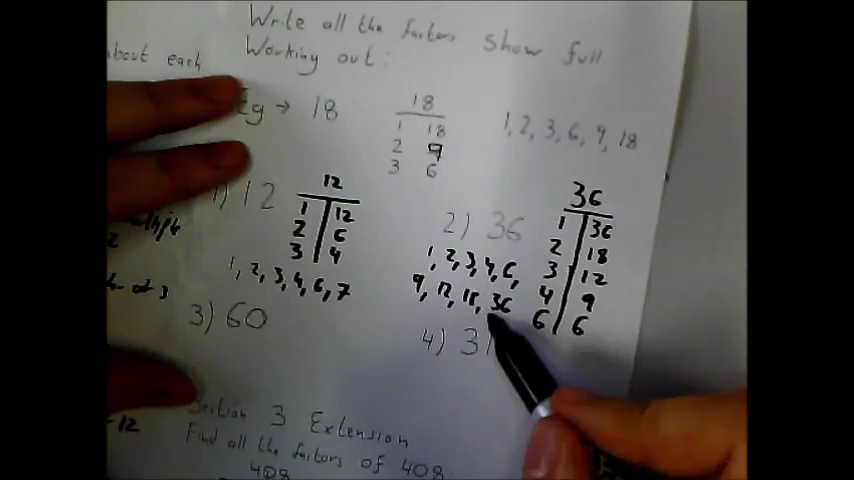 Write all the factors show full
about each
Working out:
Eg → 18
18
1 18
2 9
3 6
1, 2, 3, 6, 9, 18
1) 12
12
1 12
2 6
3 4
1, 2, 3, 4, 6, 7
2) 36
36
1 36
2 18
3 12
4 9
6 6
1, 2, 3, 4, 6,
9, 12, 18, 36
of 3
3) 60
4) 31
12
Section 3 Extension
Find all the factors of 408
408